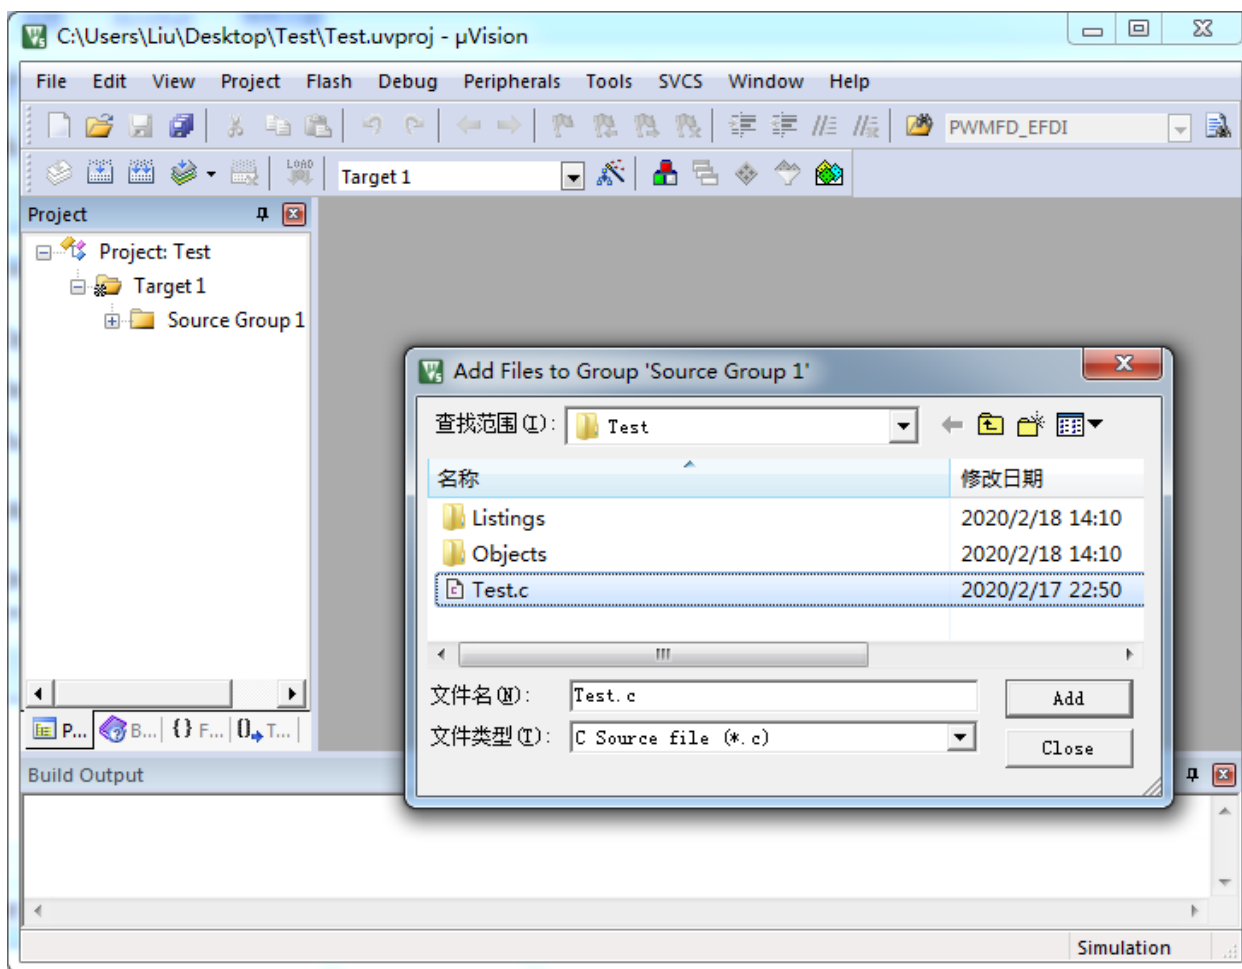 C:\Users\Liu\Desktop\Test\Test.uvproj - µVision
File Edit View Project Flash Debug Peripherals Tools SVCS Window Help
PWMFD_EFDI
LOAD
Target 1
Project
Project: Test
Target 1
Source Group 1
Add Files to Group 'Source Group 1'
查找范围(I): Test
名称 修改日期
Listings 2020/2/18 14:10
Objects 2020/2/18 14:10
Test.c 2020/2/17 22:50
文件名(N): Test.c Add
文件类型(T): C Source file (*.c) Close
P... B... {} F... 0 T...
Build Output
Simulation